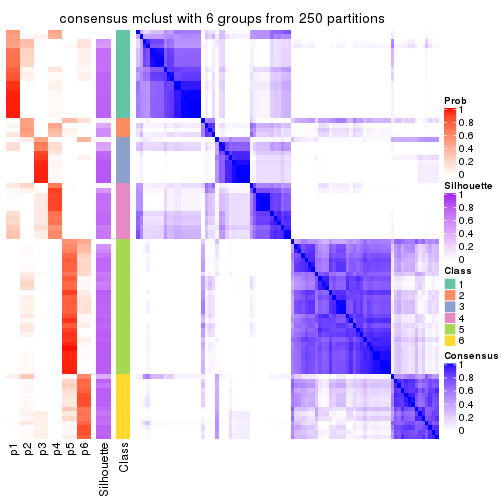 consensus mclust with 6 groups from 250 partitions
Prob
1
0.8
0.6
0.4
0.2
0
Silhouette
1
0.8
0.6
0.4
0.2
0
Class
1
2
3
4
5
6
Consensus
1
0.8
0.6
0.4
0.2
0
p1
p2
p3
p4
p5
p6
Silhouette
Class